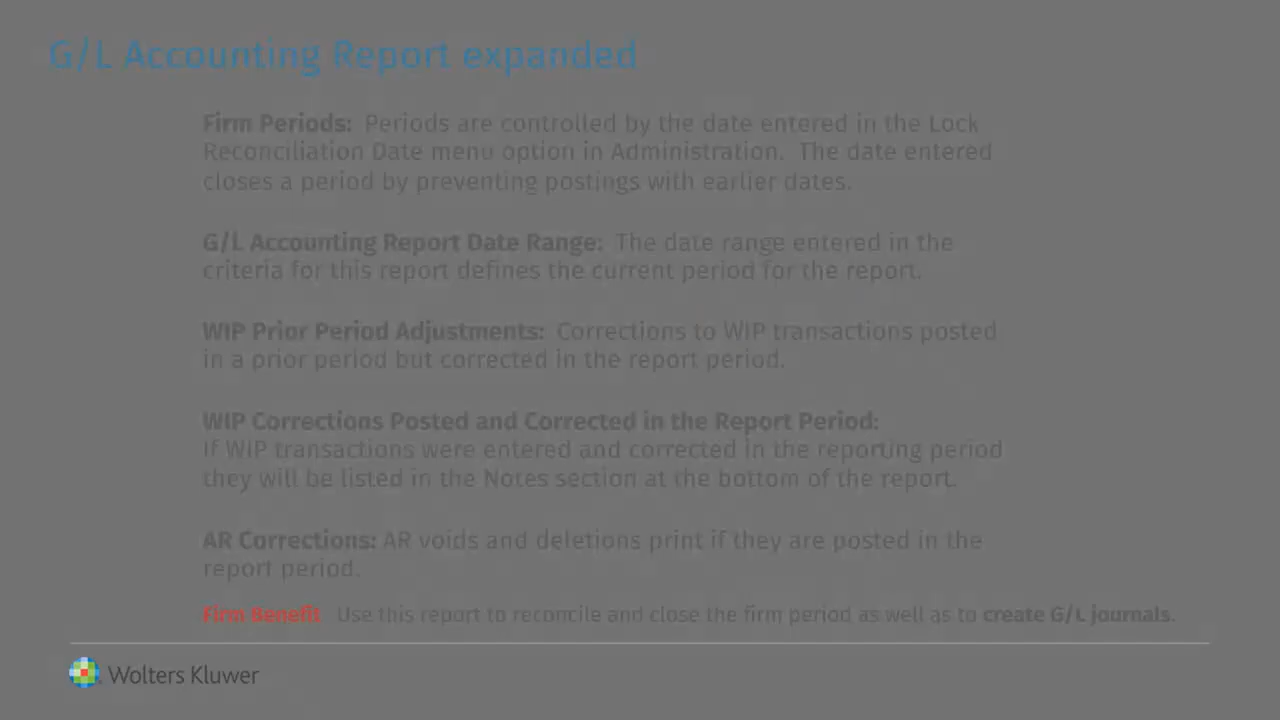 G/L Accounting Report expanded
Firm Periods: Periods are controlled by the date entered in the Lock
Reconciliation Date menu option in Administration. The date entered
closes a period by preventing postings with earlier dates.
G/L Accounting Report Date Range: The date range entered in the
criteria for this report defines the current period for the report.
WIP Prior Period Adjustments: Corrections to WIP transactions posted
in a prior period but corrected in the report period.
WIP Corrections Posted and Corrected in the Report Period:
If WIP transactions were entered and corrected in the reporting period
they will be listed in the Notes section at the bottom of the report.
AR Corrections: AR voids and deletions print if they are posted in the
report period.
Firm Benefit Use this report to reconcile and close the firm period as well as to create G/L journals.
Wolters Kluwer